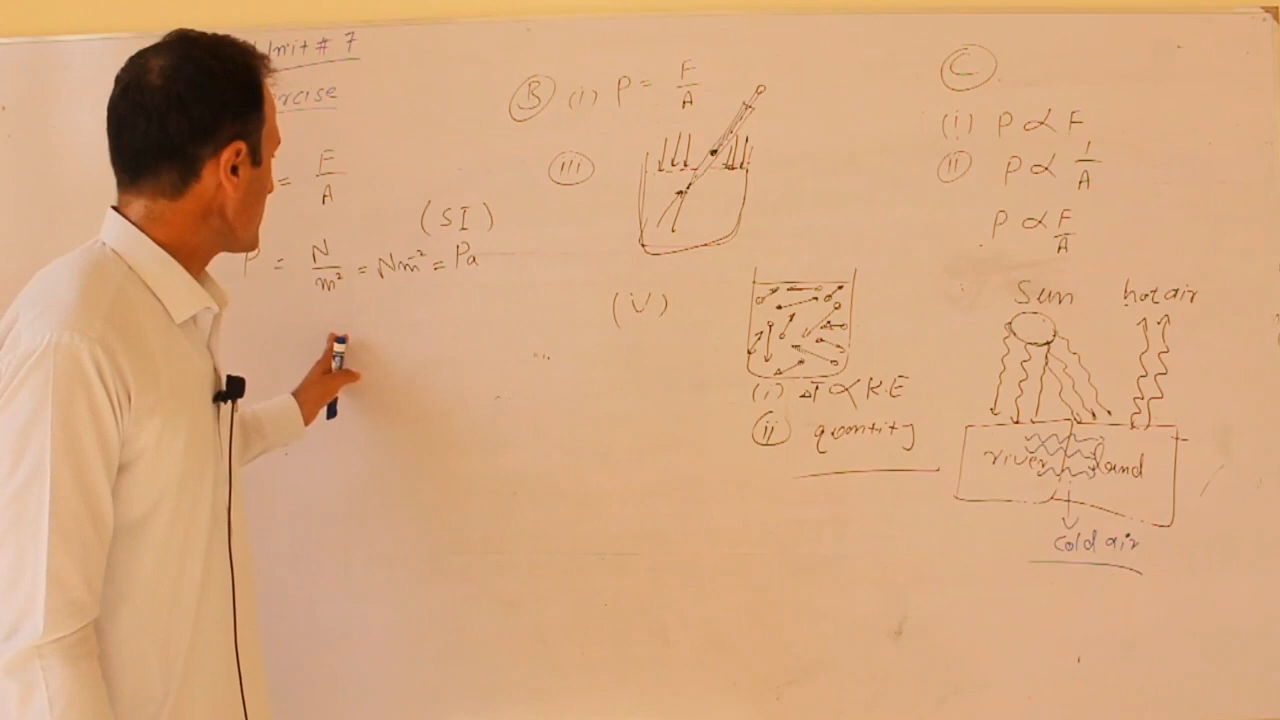 Unit # 7
ercise
= F/A
(SI)
P = N/m² = Nm⁻² = Pa
B (i) P = F/A
iii
(V)
(i) ΔT ∝ K.E
ii quantity
C
(i) P ∝ F
ii P ∝ 1/A
P ∝ F/A
Sun hot air
river land
cold air